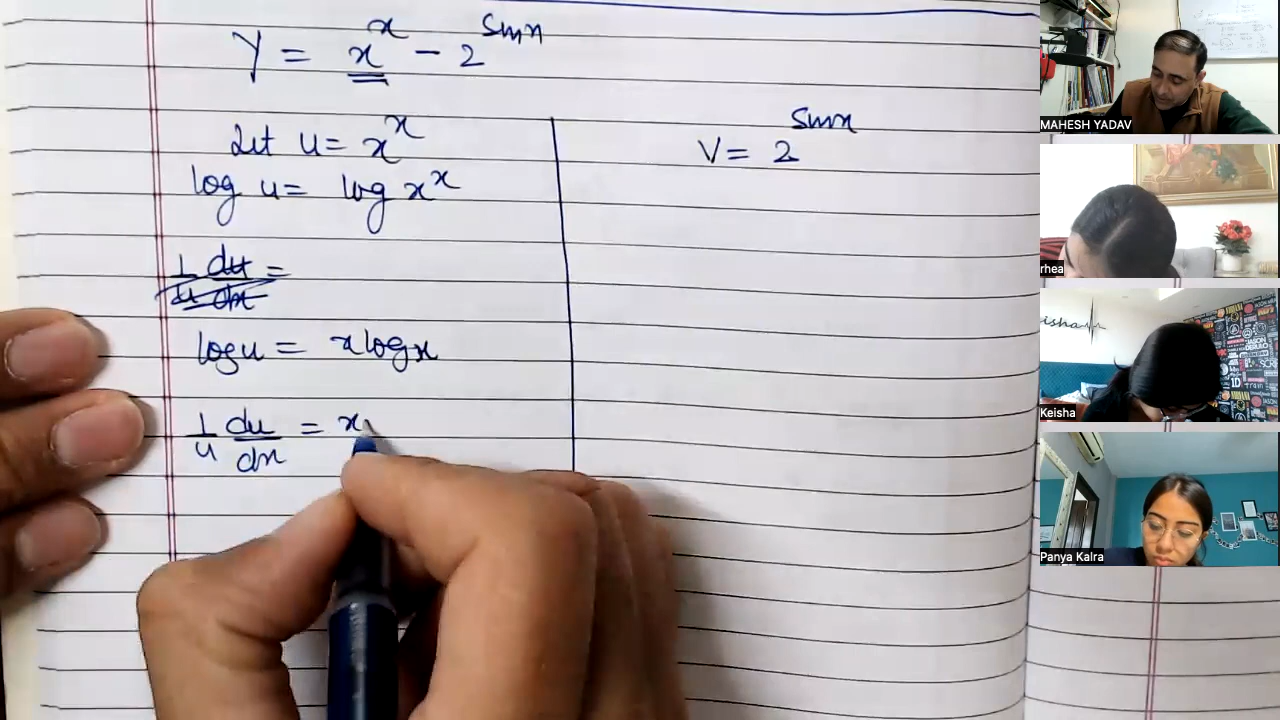 Y = x^x - 2^sinx
Let u = x^x
log u = log x^x
1/u du/dx =
log u = x log x
1/u du/dx = x
V = 2^sinx
MAHESH YADAV
rhea
Keisha
Panya Kalra
isha